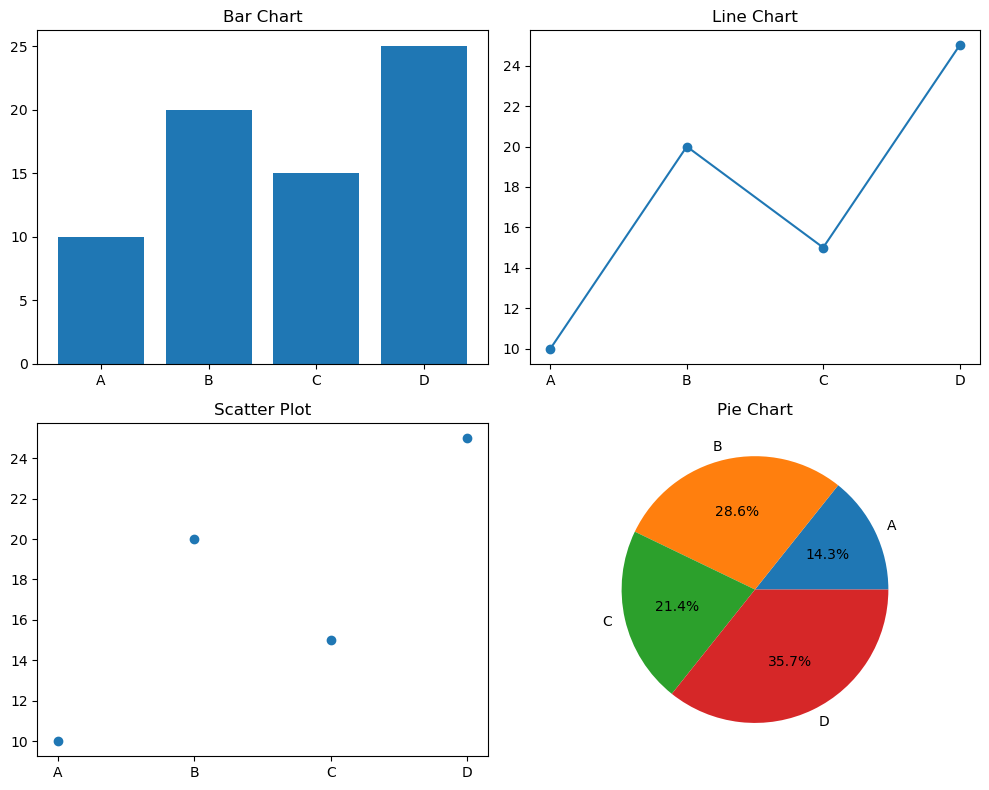 Bar Chart
25
20
15
10
5
0
A B C D
Line Chart
24
22
20
18
16
14
12
10
A B C D
Scatter Plot
24
22
20
18
16
14
12
10
A B C D
Pie Chart
B
28.6%
A
14.3%
21.4%
C
35.7%
D